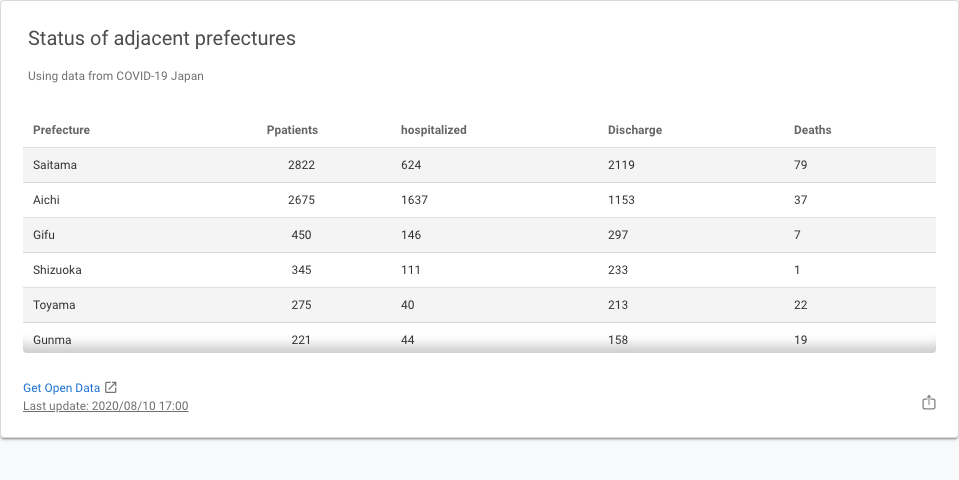 Status of adjacent prefectures
Using data from COVID-19 Japan
Prefecture Ppatients hospitalized Discharge Deaths
Saitama 2822 624 2119 79
Aichi 2675 1637 1153 37
Gifu 450 146 297 7
Shizuoka 345 111 233 1
Toyama 275 40 213 22
Gunma 221 44 158 19
Get Open Data
Last update: 2020/08/10 17:00